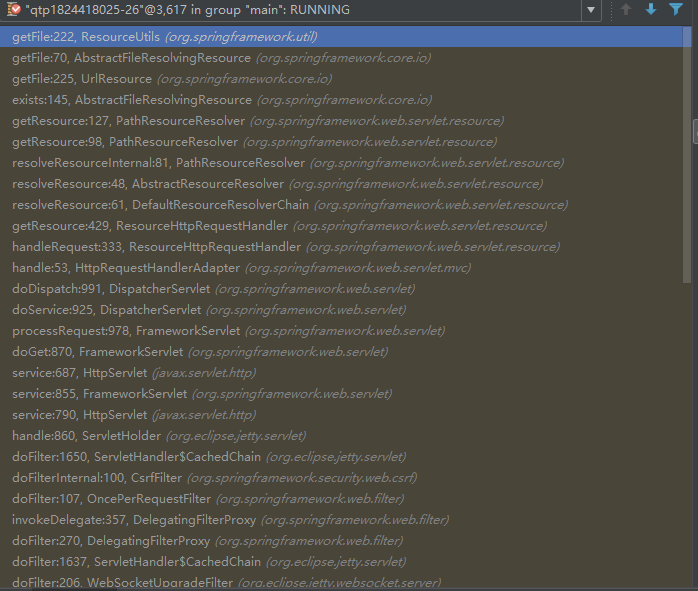 "qtp1824418025-26"@3,617 in group "main": RUNNING
getFile:222, ResourceUtils (org.springframework.util)
getFile:70, AbstractFileResolvingResource (org.springframework.core.io)
getFile:225, UrlResource (org.springframework.core.io)
exists:145, AbstractFileResolvingResource (org.springframework.core.io)
getResource:127, PathResourceResolver (org.springframework.web.servlet.resource)
getResource:98, PathResourceResolver (org.springframework.web.servlet.resource)
resolveResourceInternal:81, PathResourceResolver (org.springframework.web.servlet.resource)
resolveResource:48, AbstractResourceResolver (org.springframework.web.servlet.resource)
resolveResource:61, DefaultResourceResolverChain (org.springframework.web.servlet.resource)
getResource:429, ResourceHttpRequestHandler (org.springframework.web.servlet.resource)
handleRequest:333, ResourceHttpRequestHandler (org.springframework.web.servlet.resource)
handle:53, HttpRequestHandlerAdapter (org.springframework.web.servlet.mvc)
doDispatch:991, DispatcherServlet (org.springframework.web.servlet)
doService:925, DispatcherServlet (org.springframework.web.servlet)
processRequest:978, FrameworkServlet (org.springframework.web.servlet)
doGet:870, FrameworkServlet (org.springframework.web.servlet)
service:687, HttpServlet (javax.servlet.http)
service:855, FrameworkServlet (org.springframework.web.servlet)
service:790, HttpServlet (javax.servlet.http)
handle:860, ServletHolder (org.eclipse.jetty.servlet)
doFilter:1650, ServletHandler$CachedChain (org.eclipse.jetty.servlet)
doFilterInternal:100, CsrfFilter (org.springframework.security.web.csrf)
doFilter:107, OncePerRequestFilter (org.springframework.web.filter)
invokeDelegate:357, DelegatingFilterProxy (org.springframework.web.filter)
doFilter:270, DelegatingFilterProxy (org.springframework.web.filter)
doFilter:1637, ServletHandler$CachedChain (org.eclipse.jetty.servlet)
doFilter:206, WebSocketUpgradeFilter (org.eclipse.jetty.websocket.server)